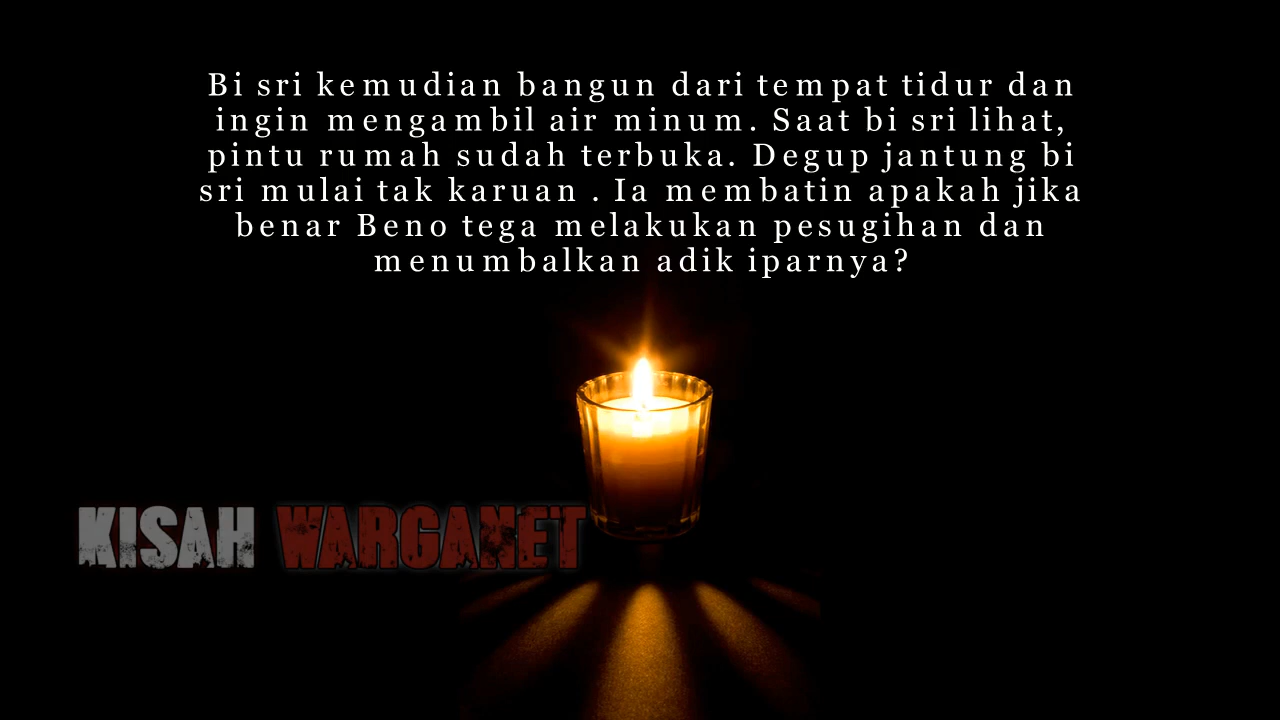 Bi sri kemudian bangun dari tempat tidur dan
ingin mengambil air minum. Saat bi sri lihat,
pintu rumah sudah terbuka. Degup jantung bi
sri mulai tak karuan . Ia membatin apakah jika
benar Beno tega melakukan pesugihan dan
menumbalkan adik iparnya?
KISAH WARGANET